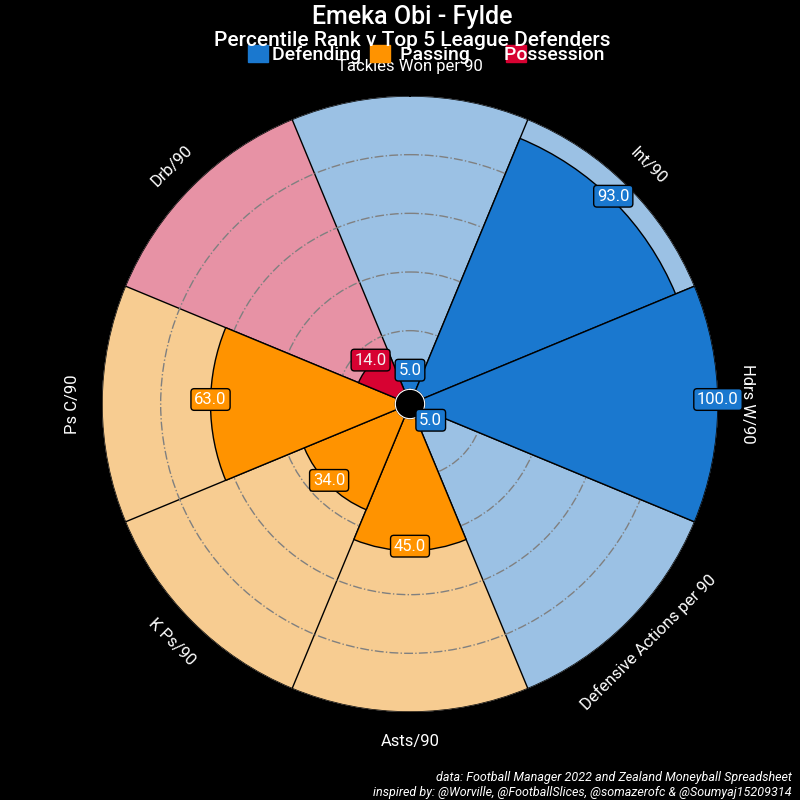 Emeka Obi - Fylde
Percentile Rank v Top 5 League Defenders
Defending Passing Possession
Tackles Won per 90
Drb/90
Int/90
93.0
14.0
5.0
Ps C/90
63.0
100.0
Hdrs W/90
5.0
34.0
45.0
K Ps/90
Defensive Actions per 90
Asts/90
data: Football Manager 2022 and Zealand Moneyball Spreadsheet
inspired by: @Worville, @FootballSlices, @somazerofc & @Soumyaj15209314